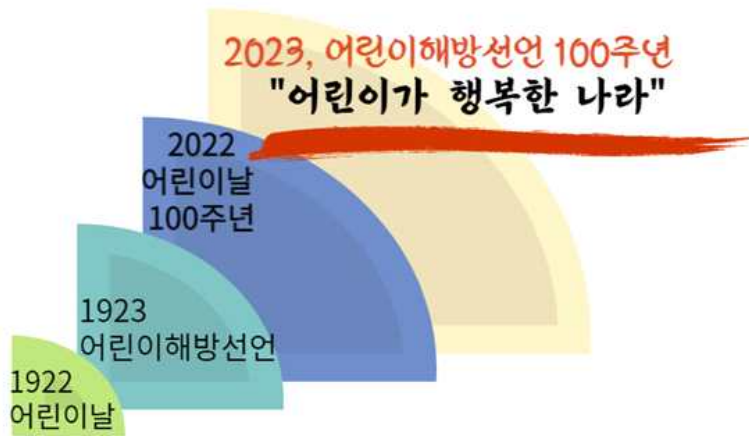 2023, 어린이해방선언 100주년
"어린이가 행복한 나라"
2022
어린이날
100주년
1923
어린이해방선언
1922
어린이날